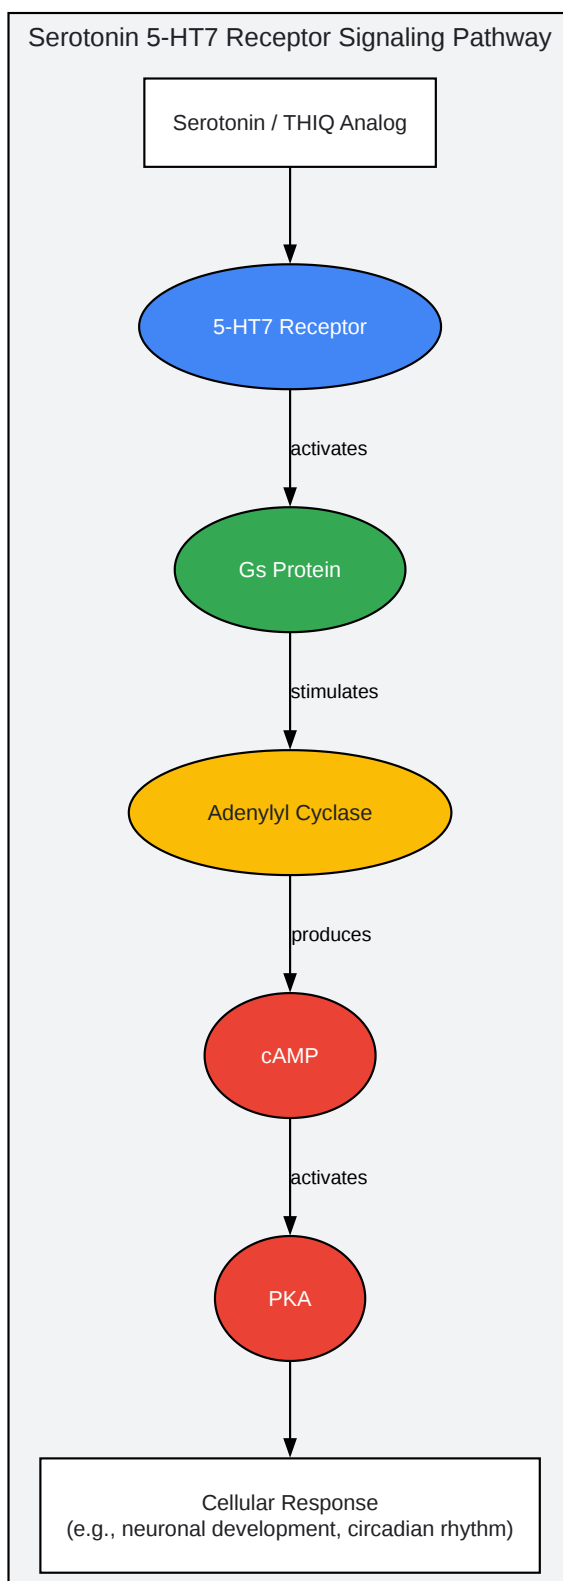 Serotonin 5-HT7 Receptor Signaling Pathway
Serotonin / THIQ Analog
5-HT7 Receptor
activates
Gs Protein
stimulates
Adenylyl Cyclase
produces
cAMP
activates
PKA
Cellular Response
(e.g., neuronal development, circadian rhythm)